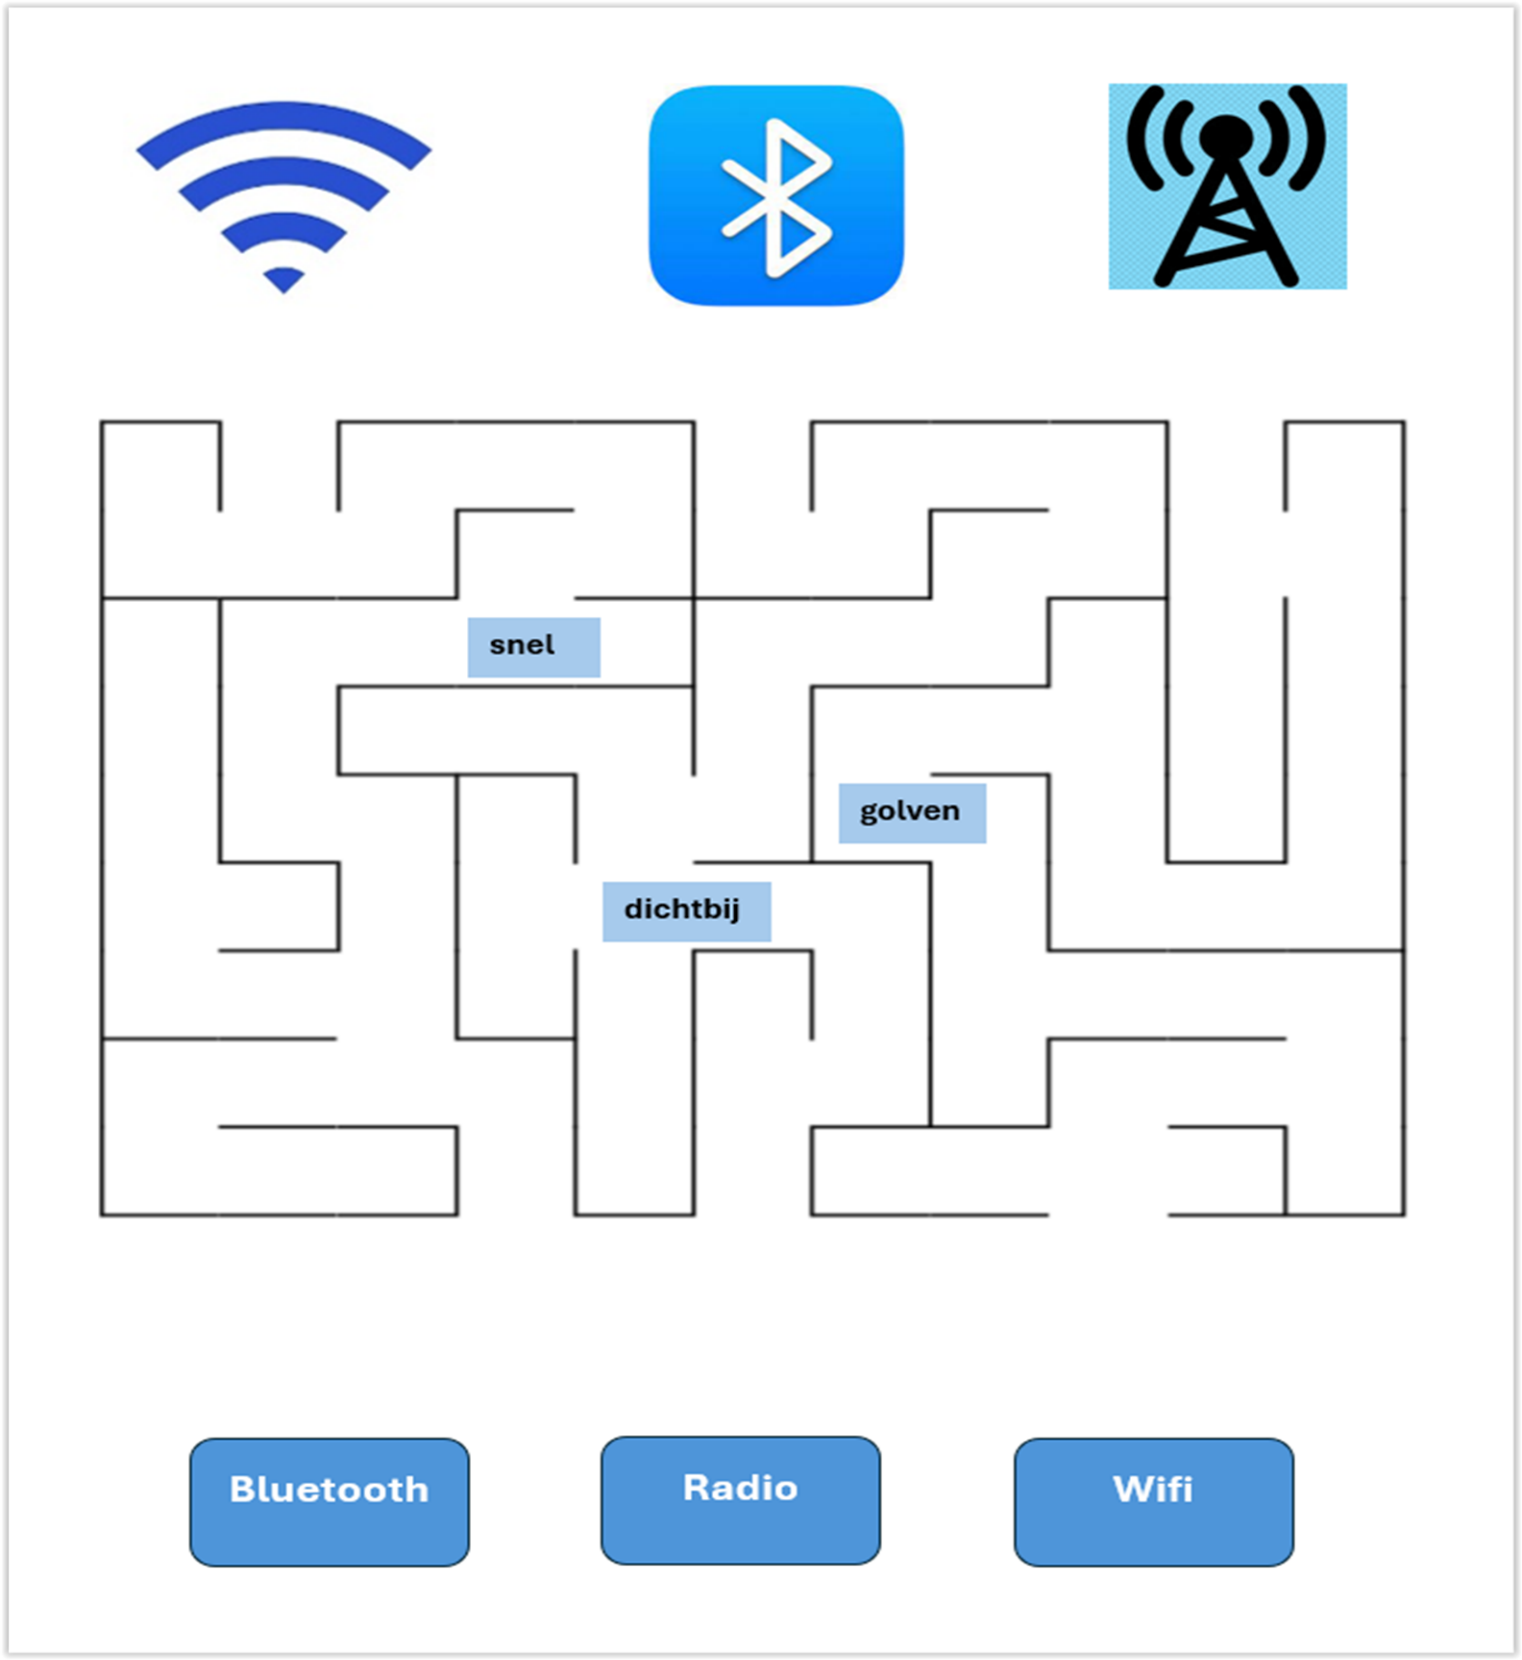 snel
golven
dichtbij
Bluetooth
Radio
Wifi